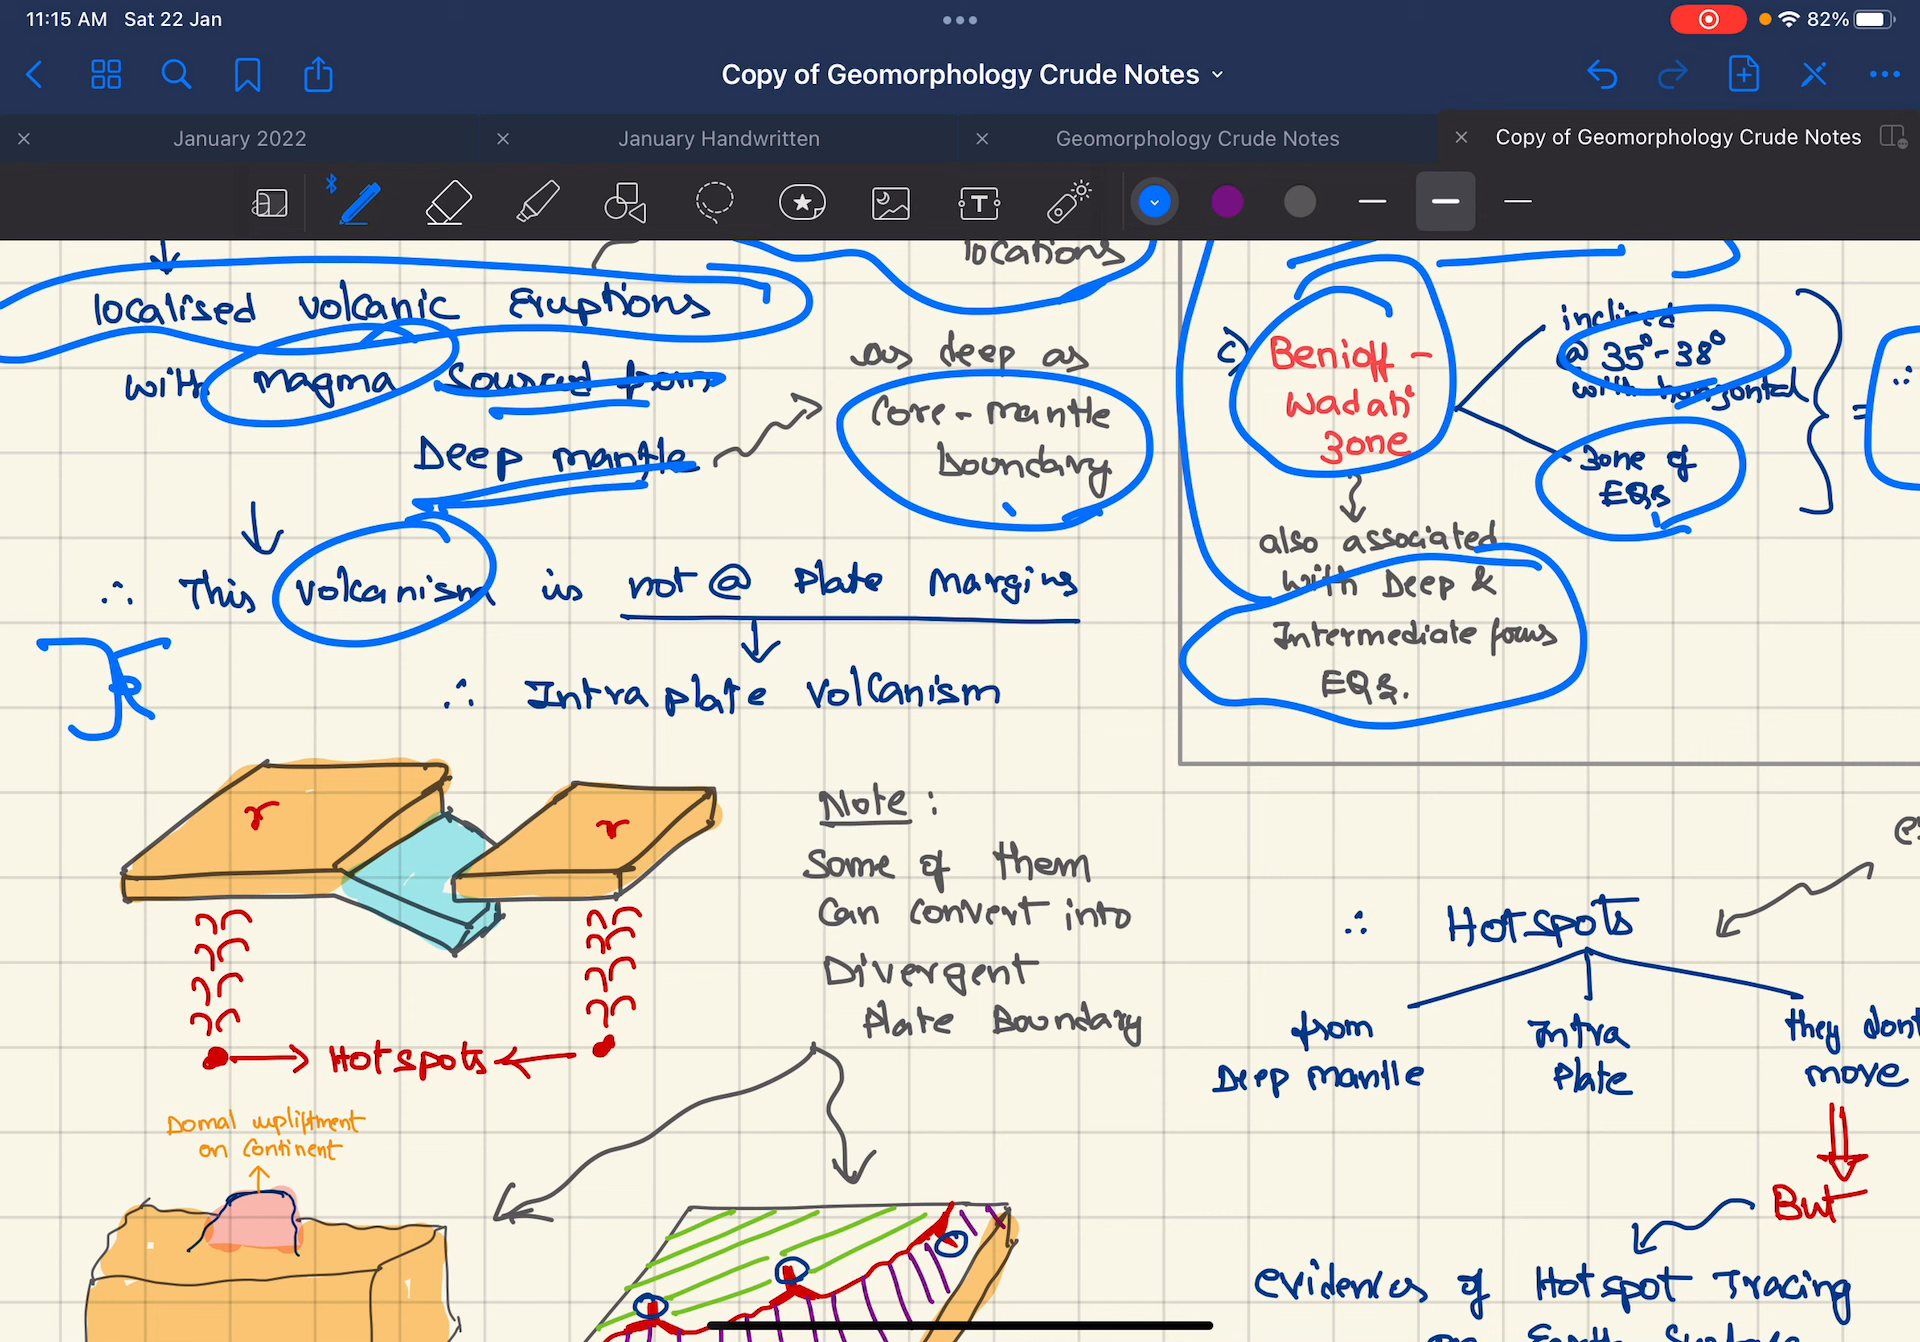 11:15 AM Sat 22 Jan
82%
Copy of Geomorphology Crude Notes
January 2022
January Handwritten
Geomorphology Crude Notes
Copy of Geomorphology Crude Notes
T
locations
localised volcanic Eruptions
with magma Sourced from
Deep mantle
as deep as
Core-mantle
boundary
∴ This volcanism is not @ Plate Margins
∴ Intra plate volcanism
c) Benioff -
Wadati
Zone
inclined
@ 35°-38°
with horizontal
Zone of
EQs
=
∴
also associated
with Deep &
Intermediate focus
EQs.
r
r
Hotspots
Note :
Some of them
Can convert into
Divergent
Plate Boundary
Domal upliftment
on Continent
∴ Hotspots
from
Deep mantle
Intra
Plate
they dont
move
But
evidences of Hotspot Tracing